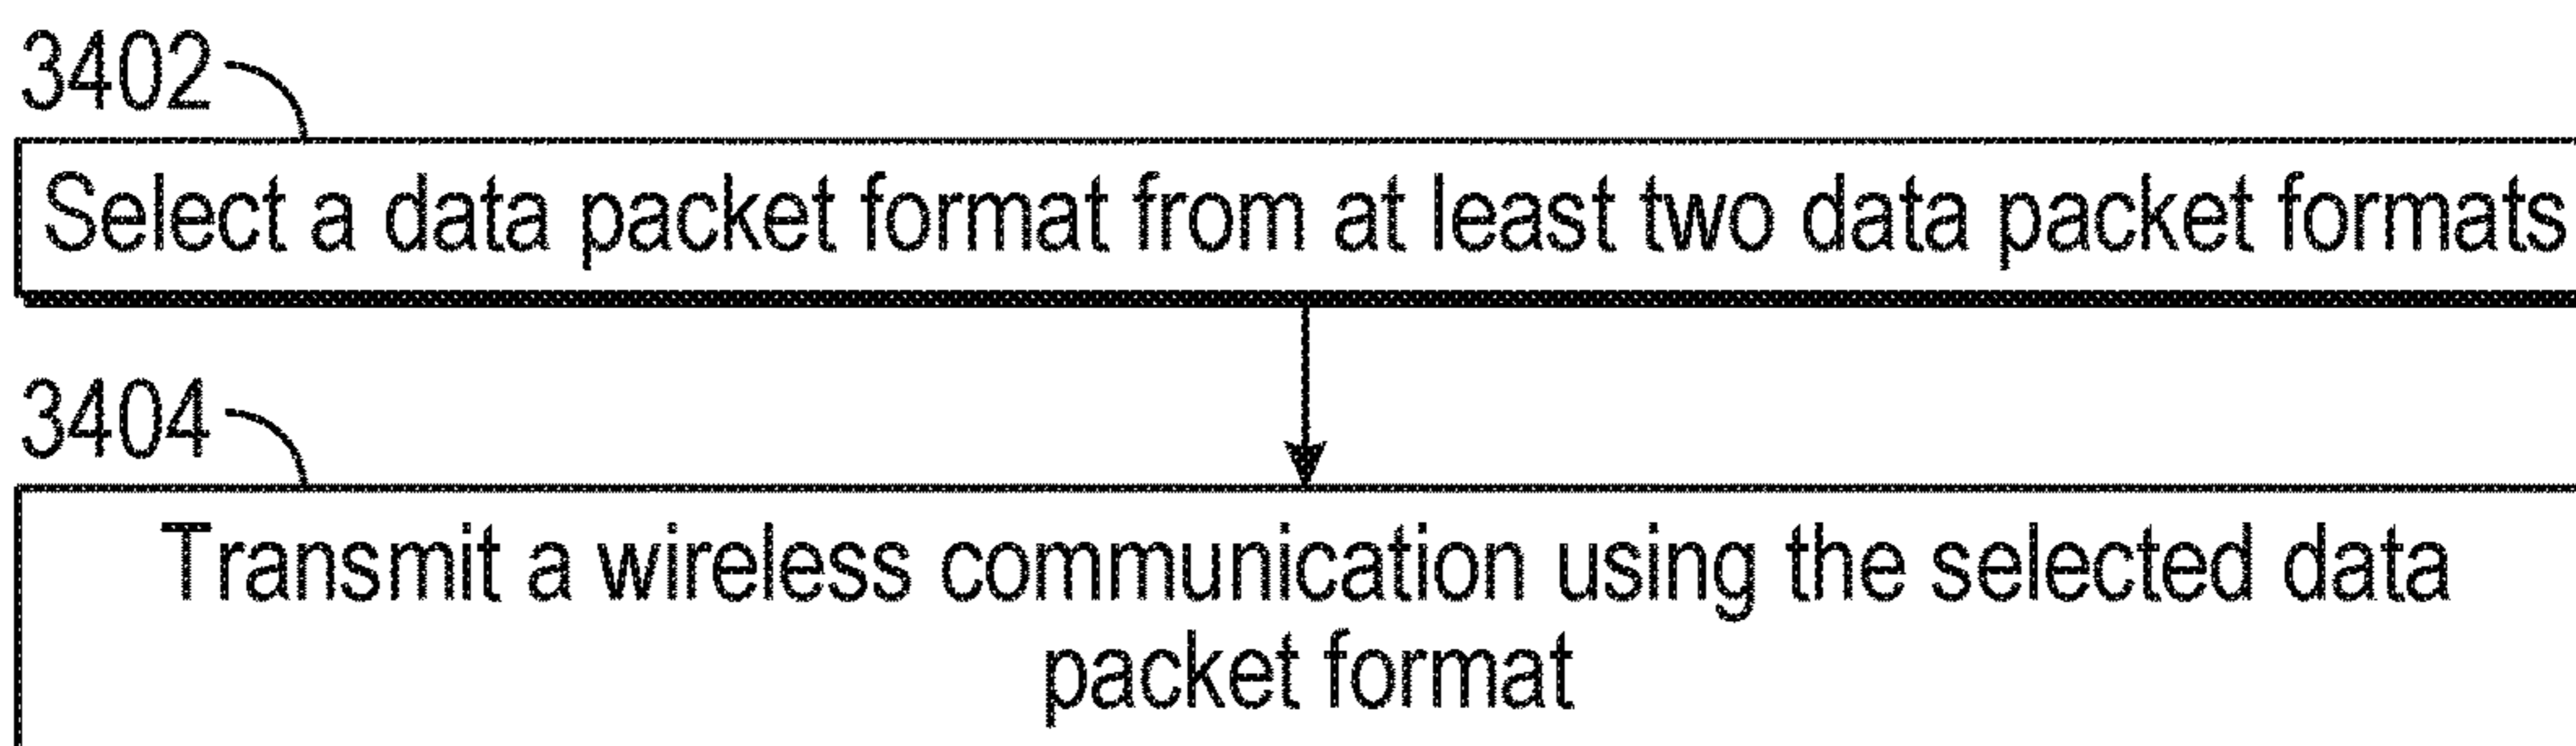 3402
Select a data packet format from at least two data packet formats
3404
Transmit a wireless communication using the selected data
packet format